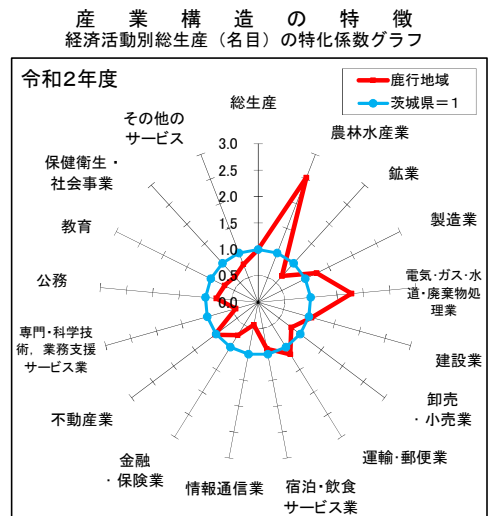 産業構造の特徴
経済活動別総生産（名目）の特化係数グラフ
令和２年度
鹿行地域
茨城県＝１
総生産
農林水産業
鉱業
製造業
電気・ガス・水
道・廃棄物処
理業
建設業
卸売
・小売業
運輸・郵便業
宿泊・飲食
サービス業
情報通信業
金融
・保険業
不動産業
専門・科学技
術，業務支援
サービス業
公務
教育
保健衛生・
社会事業
その他の
サービス
3.0
2.5
2.0
1.5
1.0
0.5
0.0